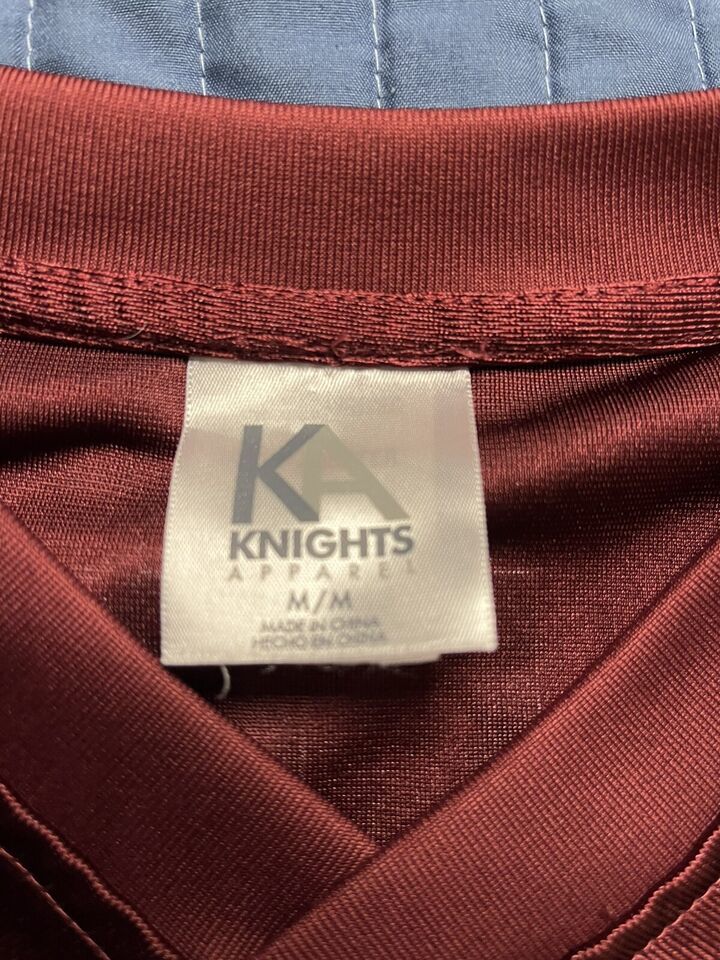 KA
KNIGHTS
APPAREL
M/M
MADE IN CHINA
HECHO EN CHINA